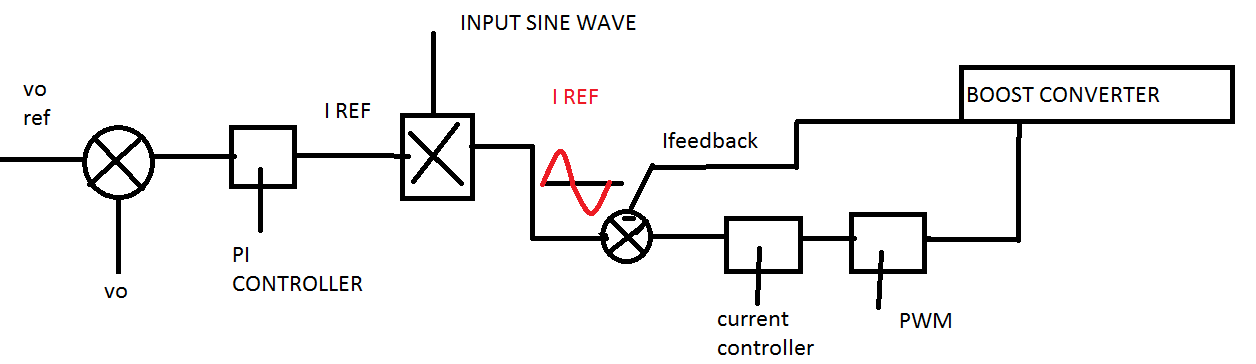 INPUT SINE WAVE
vo
ref
I REF
I REF
BOOST CONVERTER
Ifeedback
PI
CONTROLLER
vo
current
controller
PWM